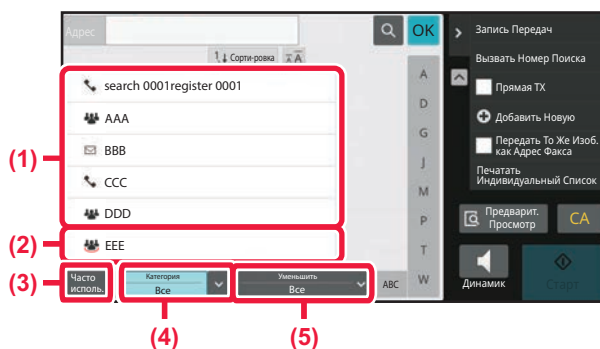 Адрес
OK
Сорти-ровка
A
search 0001register 0001
AAA
BBB
CCC
DDD
EEE
A
D
G
J
M
P
T
W
ABC
Часто
исполь.
Категория
Все
Уменьшить
Все
Запись Передач
Вызвать Номер Поиска
Прямая TX
Добавить Новую
Передать То Же Изоб.
как Адрес Факса
Печатать
Индивидуальный Список
Предварит.
Просмотр
CA
Динамик
Старт
(1)
(2)
(3)
(4)
(5)